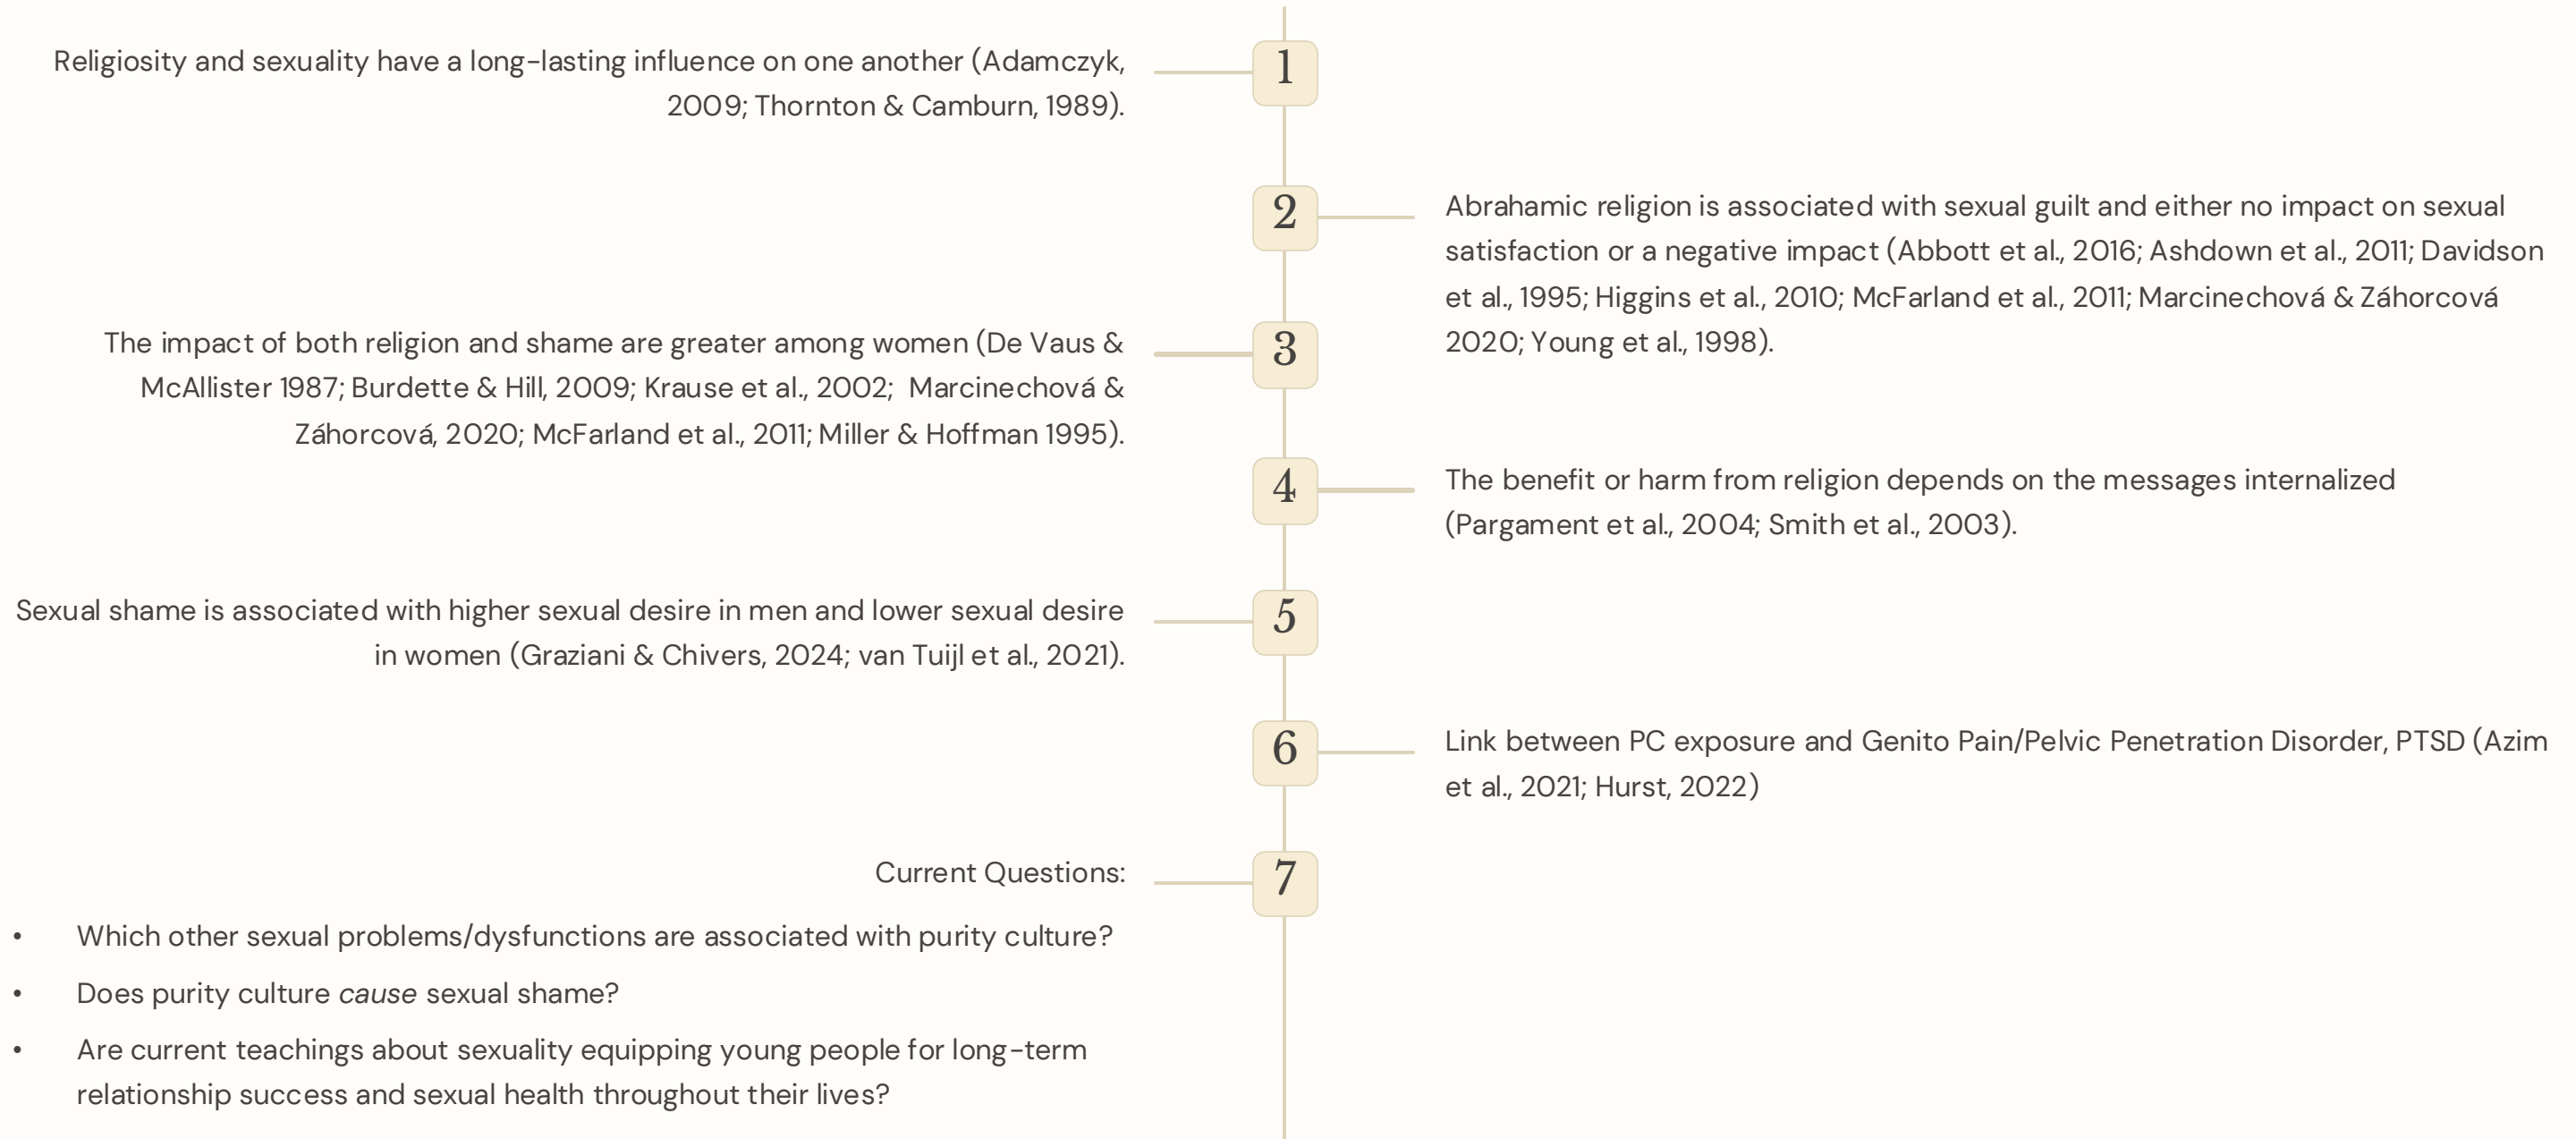 Religiosity and sexuality have a long-lasting influence on one another (Adamczyk,
2009; Thornton & Camburn, 1989).
1
2
Abrahamic religion is associated with sexual guilt and either no impact on sexual
satisfaction or a negative impact (Abbott et al., 2016; Ashdown et al., 2011; Davidson
et al., 1995; Higgins et al., 2010; McFarland et al., 2011; Marcinechová & Záhorcová
2020; Young et al., 1998).
The impact of both religion and shame are greater among women (De Vaus &
McAllister 1987; Burdette & Hill, 2009; Krause et al., 2002;  Marcinechová &
Záhorcová, 2020; McFarland et al., 2011; Miller & Hoffman 1995).
3
4
The benefit or harm from religion depends on the messages internalized
(Pargament et al., 2004; Smith et al., 2003).
Sexual shame is associated with higher sexual desire in men and lower sexual desire
in women (Graziani & Chivers, 2024; van Tuijl et al., 2021).
5
6
Link between PC exposure and Genito Pain/Pelvic Penetration Disorder, PTSD (Azim
et al., 2021; Hurst, 2022)
Current Questions:
7
• Which other sexual problems/dysfunctions are associated with purity culture?
• Does purity culture cause sexual shame?
• Are current teachings about sexuality equipping young people for long-term
relationship success and sexual health throughout their lives?